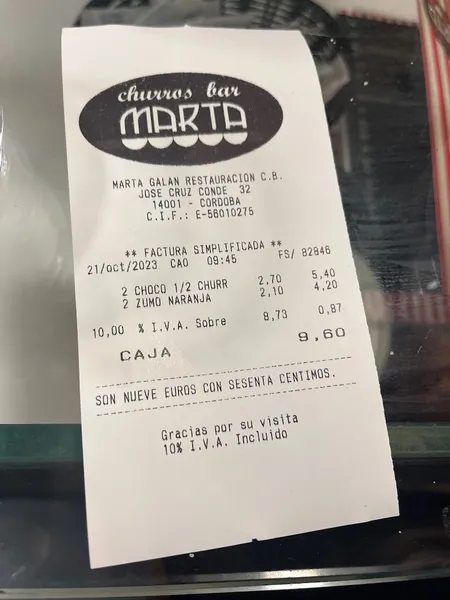 churros bar
MARTA
MARTA GALAN RESTAURACION C.B.
JOSE CRUZ CONDE 32
14001 - CORDOBA
C.I.F.: E-56010275
** FACTURA SIMPLIFICADA **
21/oct/2023 CAO 09:45 FS/ 82846
2 CHOCO 1/2 CHURR 2,70 5,40
2 ZUMO NARANJA 2,10 4,20
10,00 % I.V.A. Sobre 8,73 0,87
CAJA 9,60
SON NUEVE EUROS CON SESENTA CENTIMOS.
Gracias por su visita
10% I.V.A. Incluido